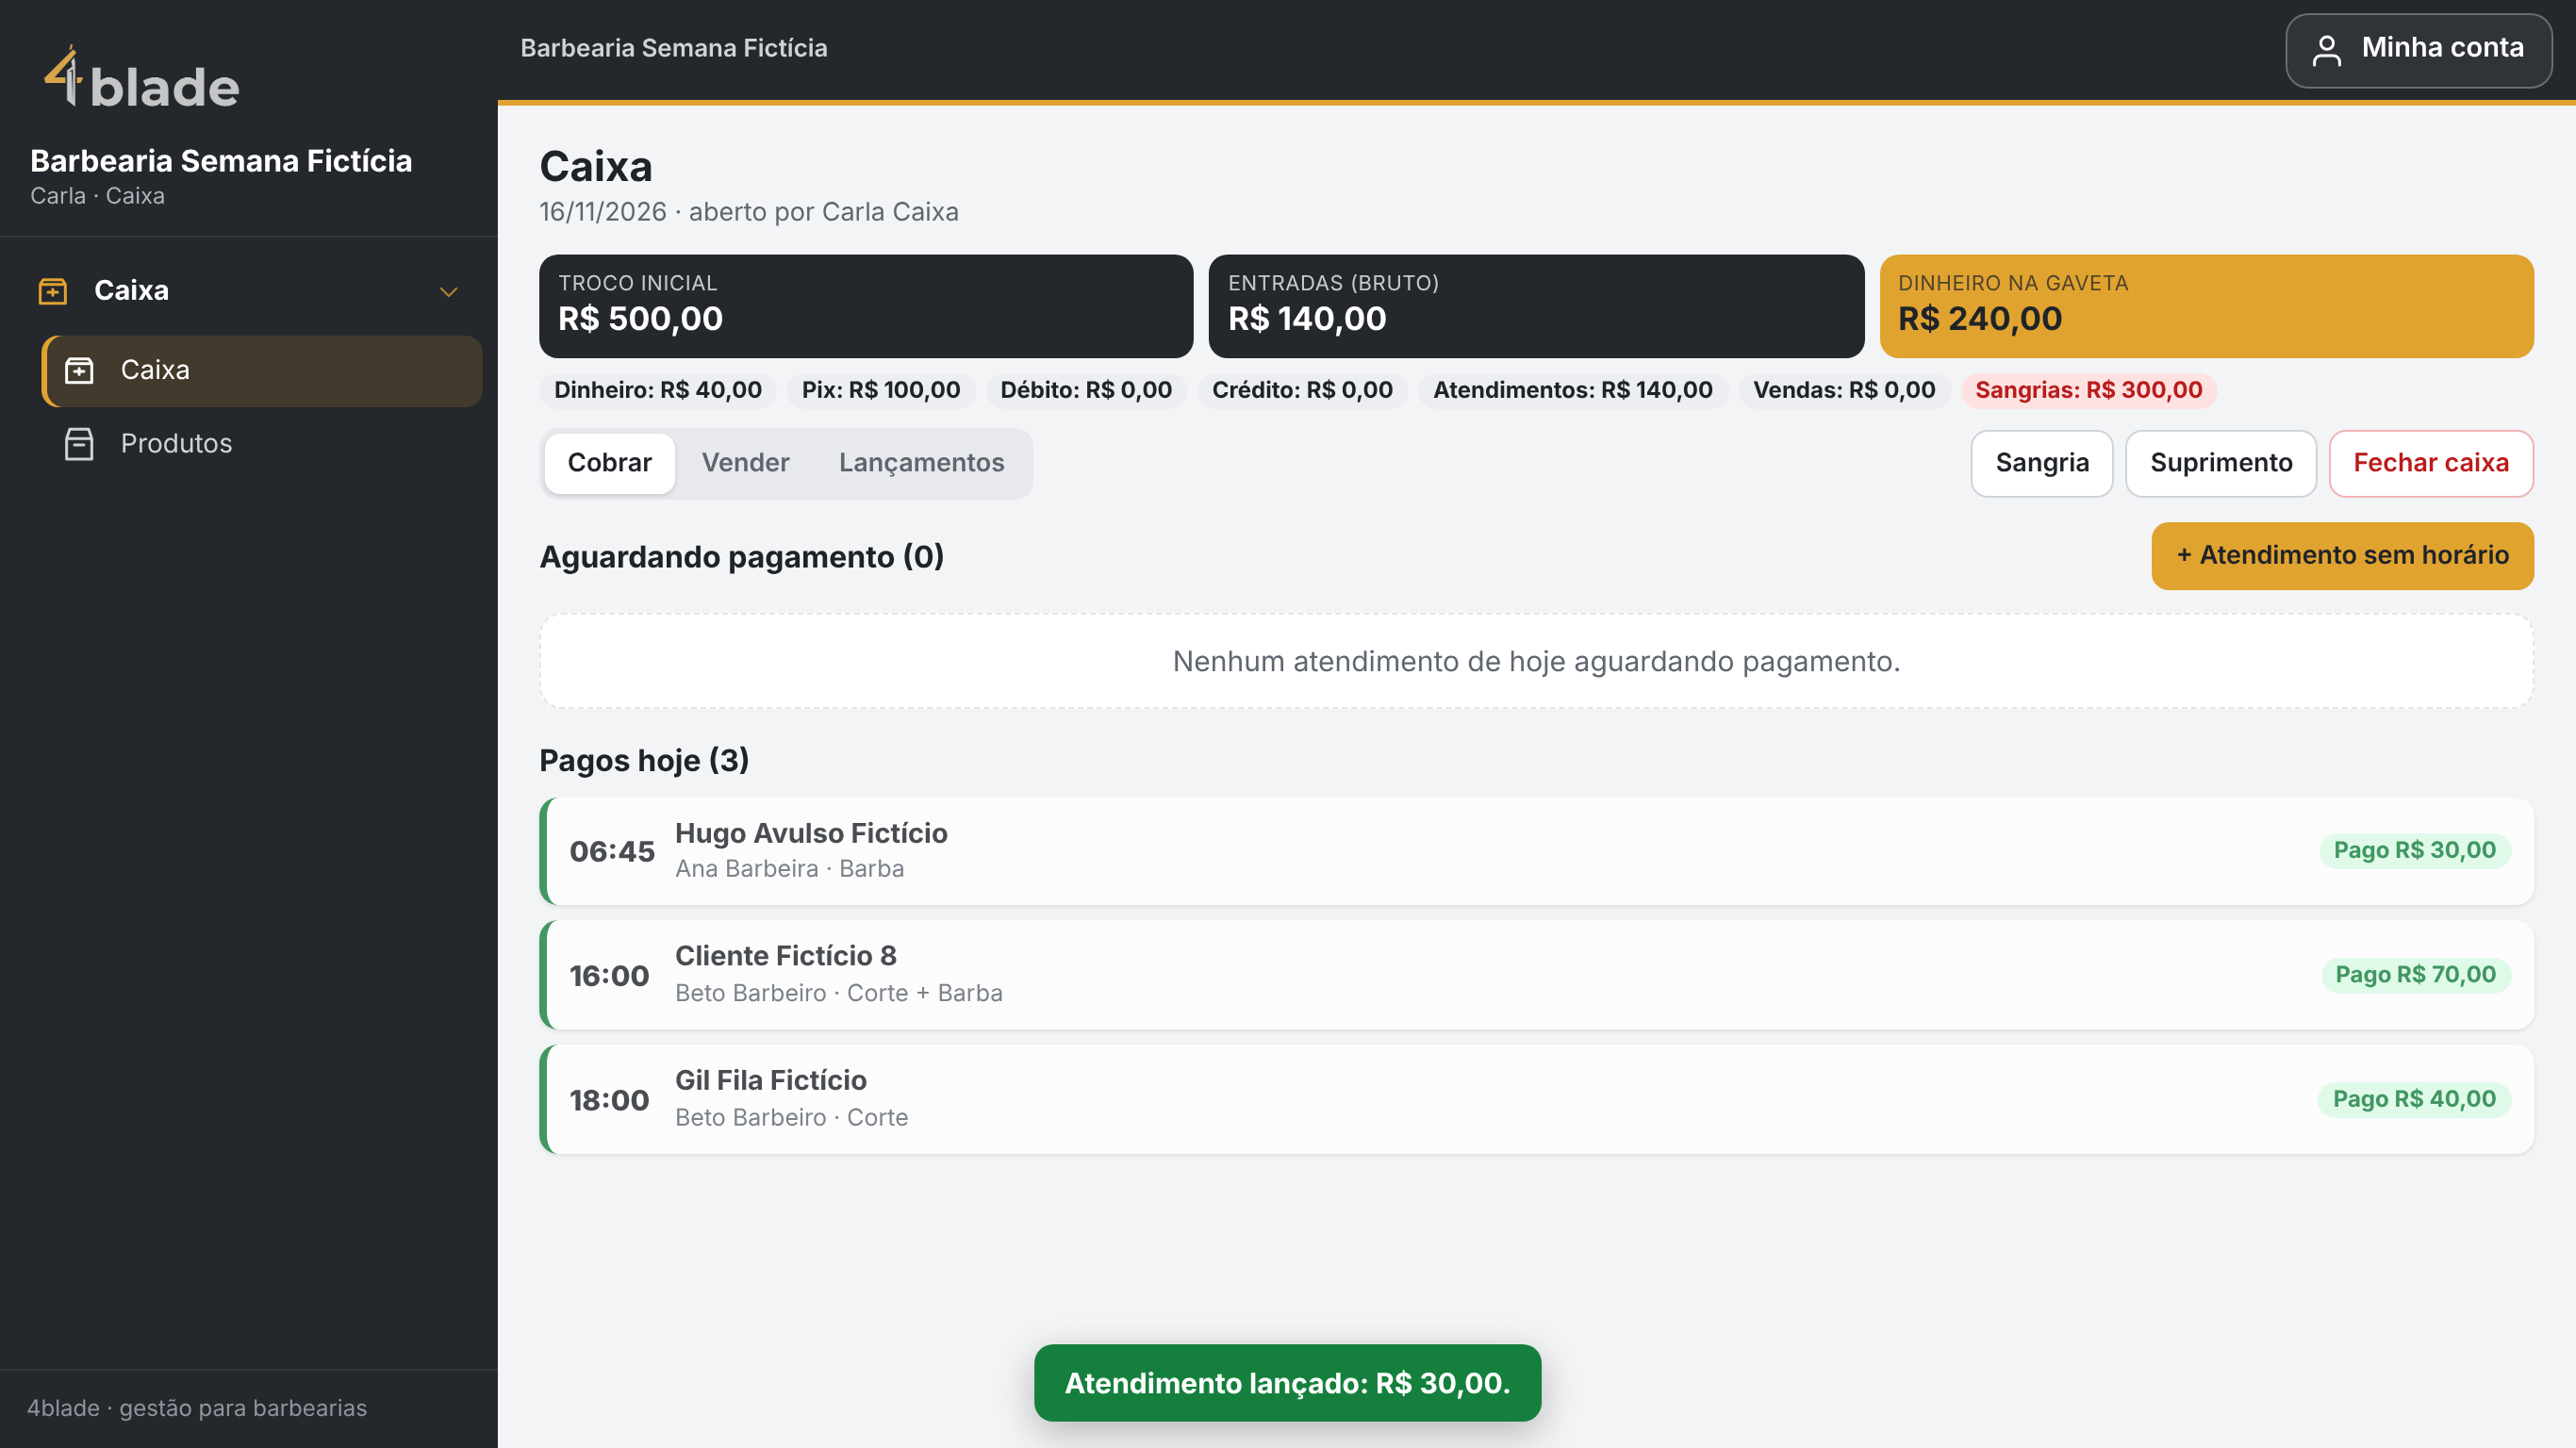 4blade
Barbearia Semana Fictícia
Carla · Caixa
Caixa
Caixa
Produtos
4blade · gestão para barbearias
Barbearia Semana Fictícia
Minha conta
Caixa
16/11/2026 · aberto por Carla Caixa
TROCO INICIAL
R$ 500,00
ENTRADAS (BRUTO)
R$ 140,00
DINHEIRO NA GAVETA
R$ 240,00
Dinheiro: R$ 40,00 Pix: R$ 100,00 Débito: R$ 0,00 Crédito: R$ 0,00 Atendimentos: R$ 140,00 Vendas: R$ 0,00 Sangrias: R$ 300,00
Cobrar Vender Lançamentos Sangria Suprimento Fechar caixa
Aguardando pagamento (0) + Atendimento sem horário
Nenhum atendimento de hoje aguardando pagamento.
Pagos hoje (3)
06:45 Hugo Avulso Fictício
Ana Barbeira · Barba
Pago R$ 30,00
16:00 Cliente Fictício 8
Beto Barbeiro · Corte + Barba
Pago R$ 70,00
18:00 Gil Fila Fictício
Beto Barbeiro · Corte
Pago R$ 40,00
Atendimento lançado: R$ 30,00.